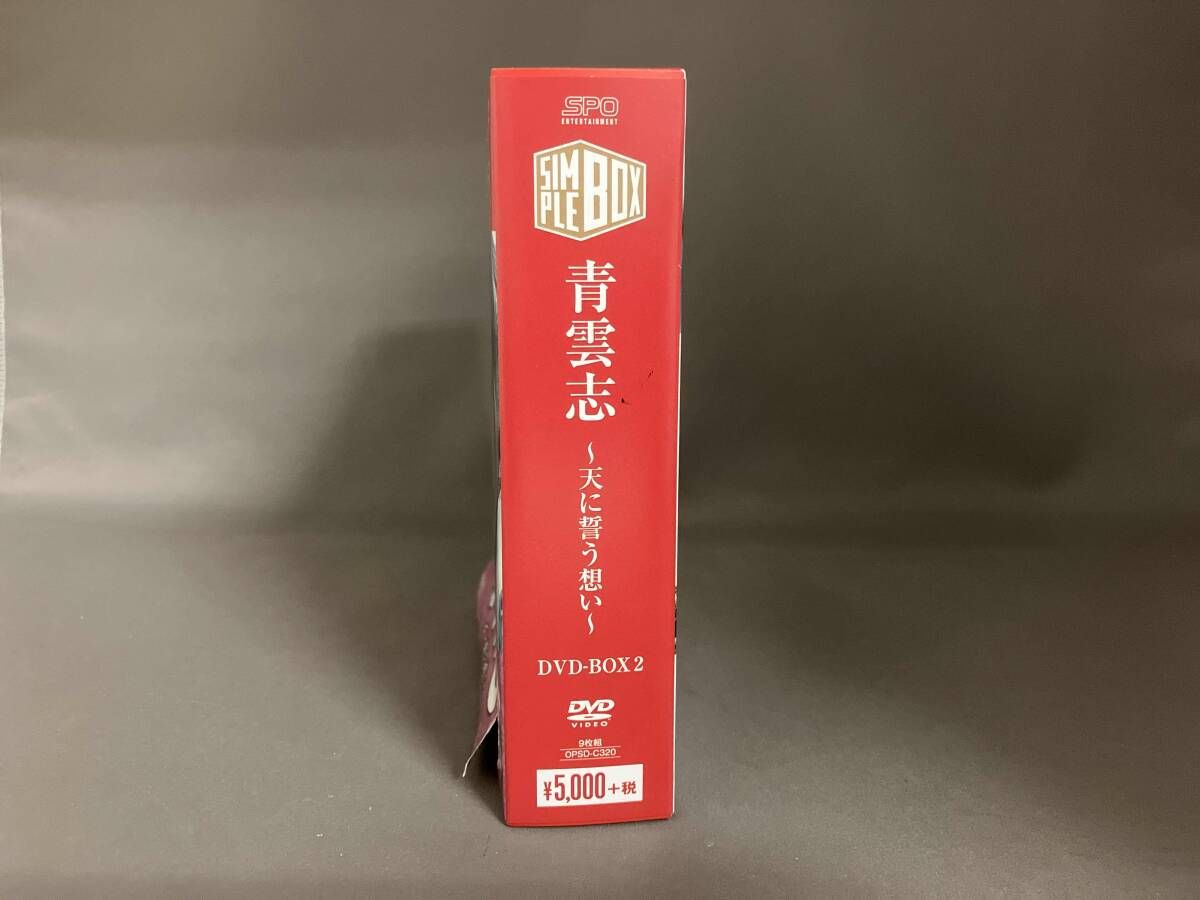 SPO
ENTERTAINMENT
SIM
PLE
BOX
青雲志
～天に誓う想い～
DVD-BOX 2
DVD
VIDEO
9枚組
OPSD-C320
¥5,000+税